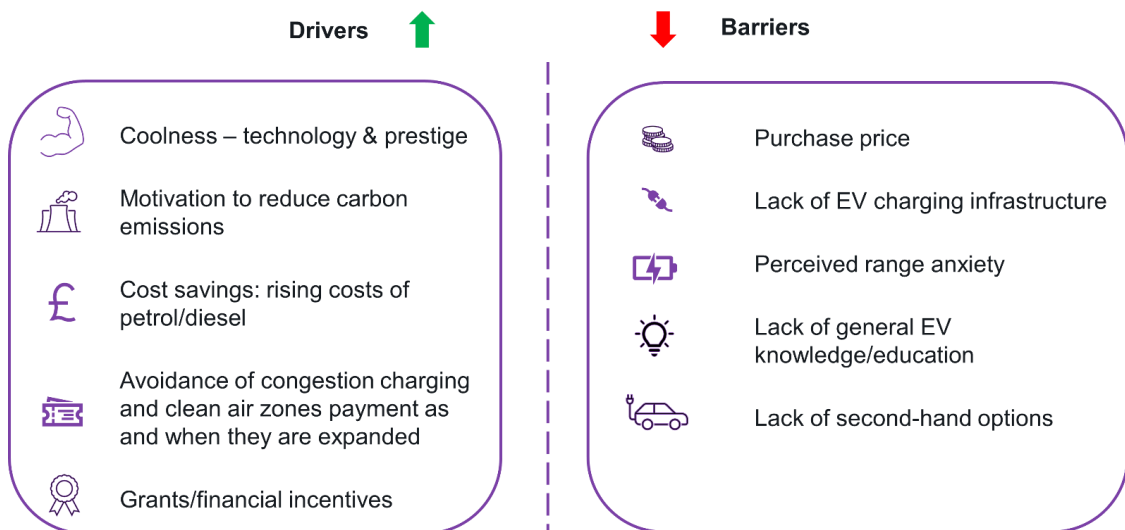 Drivers
Barriers
Coolness – technology & prestige
Motivation to reduce carbon
emissions
£
Cost savings: rising costs of
petrol/diesel
Avoidance of congestion charging
and clean air zones payment as
and when they are expanded
Grants/financial incentives
Purchase price
Lack of EV charging infrastructure
Perceived range anxiety
Lack of general EV
knowledge/education
Lack of second-hand options